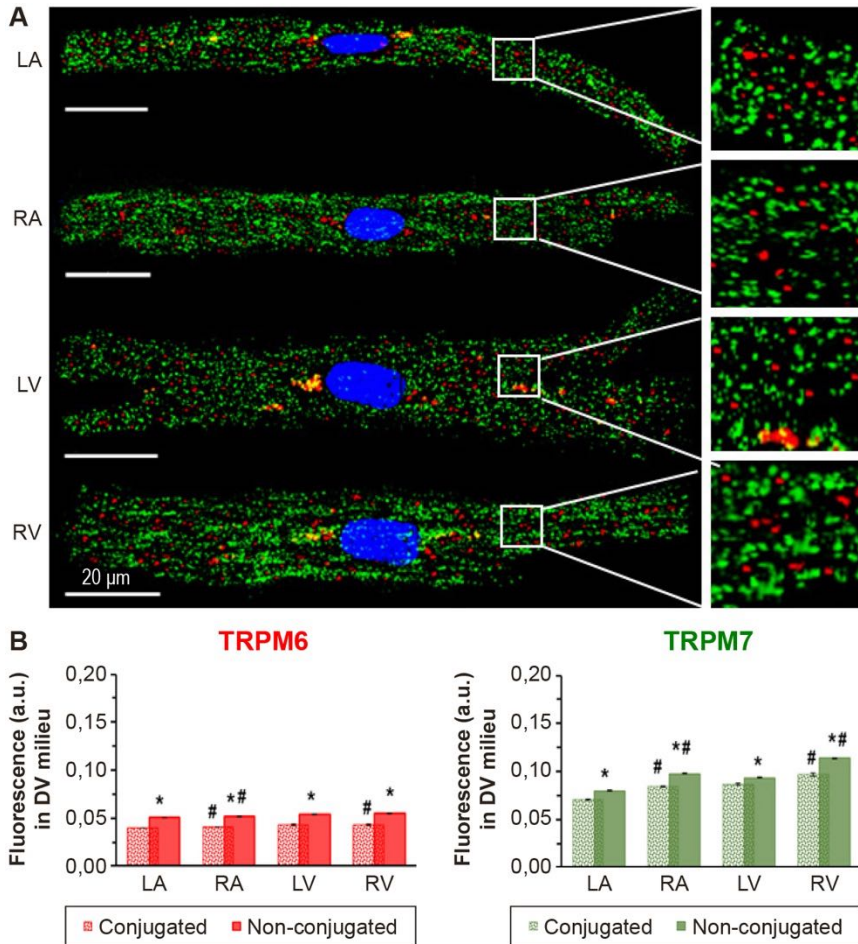 A
LA
RA
LV
RV
20 µm
B
TRPM6
Fluorescence (a.u.)
in DV milieu
0,20
0,15
0,10
0,05
0,00
*
# *# * # *
LA RA LV RV
Conjugated Non-conjugated
TRPM7
Fluorescence (a.u.)
in DV milieu
0,20
0,15
0,10
0,05
0,00
* # *# * # *#
LA RA LV RV
Conjugated Non-conjugated